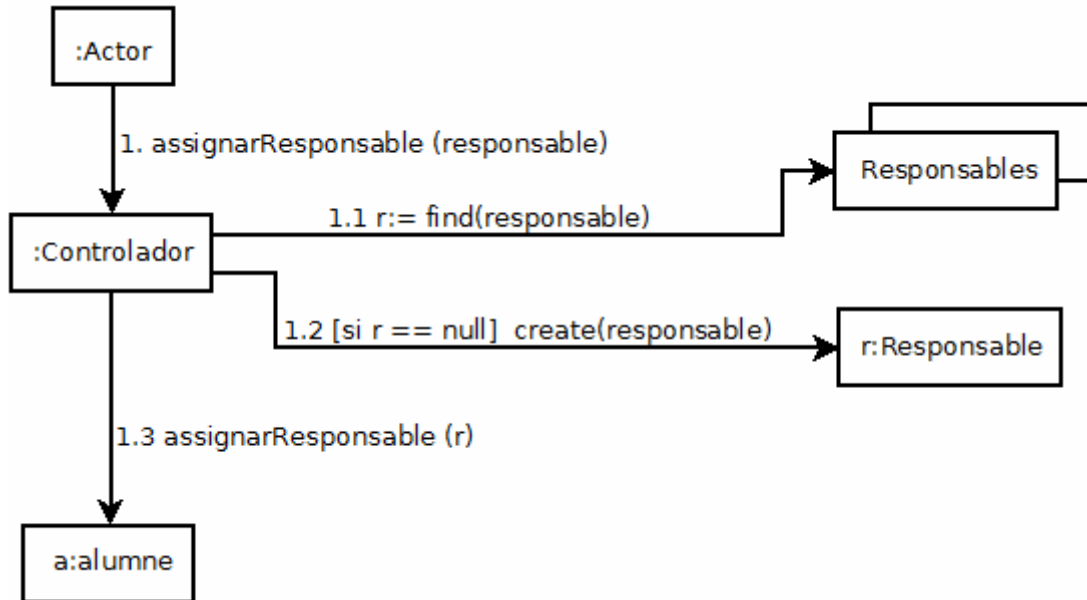 :Actor
1. assignarResponsable (responsable)
Responsables
1.1 r:= find(responsable)
:Controlador
1.2 [si r == null]  create(responsable)
r:Responsable
1.3 assignarResponsable (r)
a:alumne